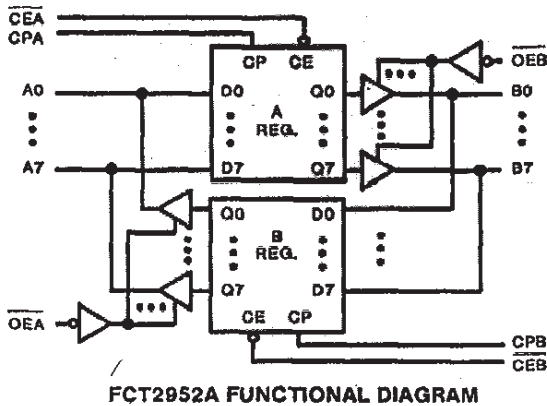 CEA
CPA
CP CE
OEB
A0 D0 Q0 B0
A
REG.
A7 D7 Q7 B7
Q0 D0
B
REG.
Q7 D7
OEA
CE CP
CPB
CEB
FCT2952A FUNCTIONAL DIAGRAM